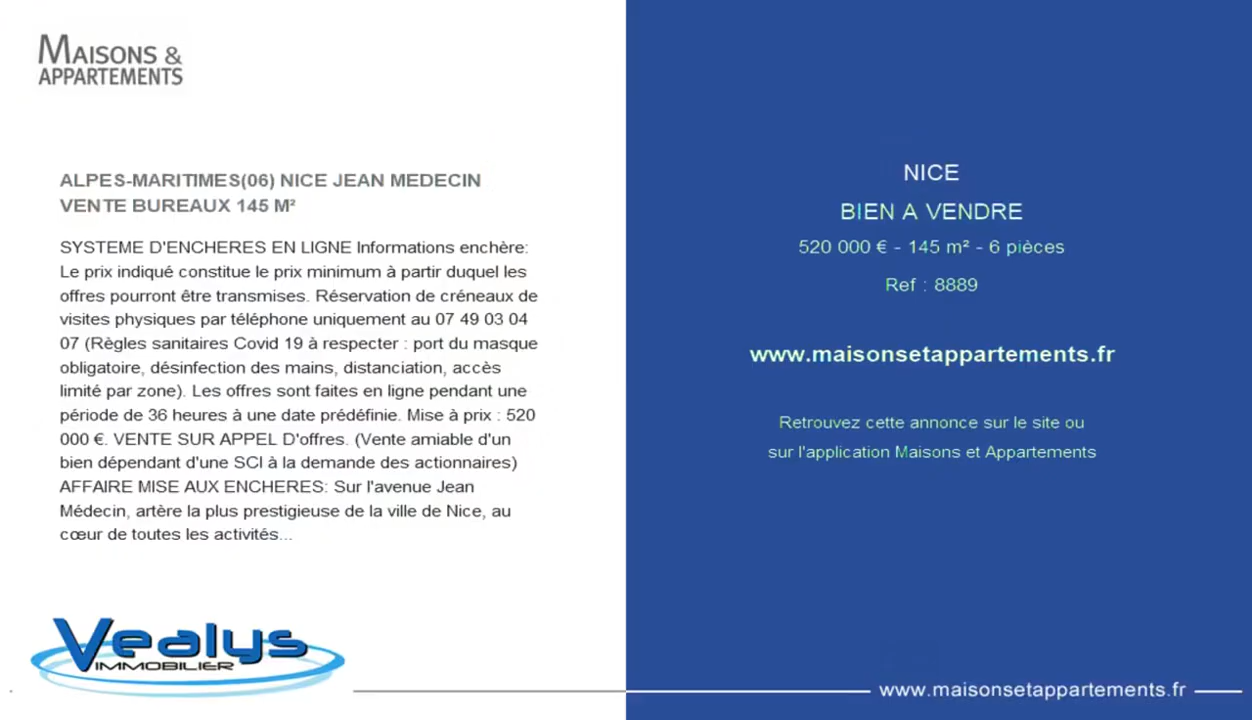 MAISONS &
APPARTEMENTS
ALPES-MARITIMES(06) NICE JEAN MEDECIN
VENTE BUREAUX 145 M²
SYSTEME D'ENCHERES EN LIGNE Informations enchère:
Le prix indiqué constitue le prix minimum à partir duquel les
offres pourront être transmises. Réservation de créneaux de
visites physiques par téléphone uniquement au 07 49 03 04
07 (Règles sanitaires Covid 19 à respecter : port du masque
obligatoire, désinfection des mains, distanciation, accès
limité par zone). Les offres sont faites en ligne pendant une
période de 36 heures à une date prédéfinie. Mise à prix : 520
000 €. VENTE SUR APPEL D'offres. (Vente amiable d'un
bien dépendant d'une SCI à la demande des actionnaires)
AFFAIRE MISE AUX ENCHERES: Sur l'avenue Jean
Médecin, artère la plus prestigieuse de la ville de Nice, au
cœur de toutes les activités...
Vealys
IMMOBILIER
NICE
BIEN A VENDRE
520 000 € - 145 m² - 6 pièces
Ref : 8889
www.maisonsetappartements.fr
Retrouvez cette annonce sur le site ou
sur l'application Maisons et Appartements
www.maisonsetappartements.fr